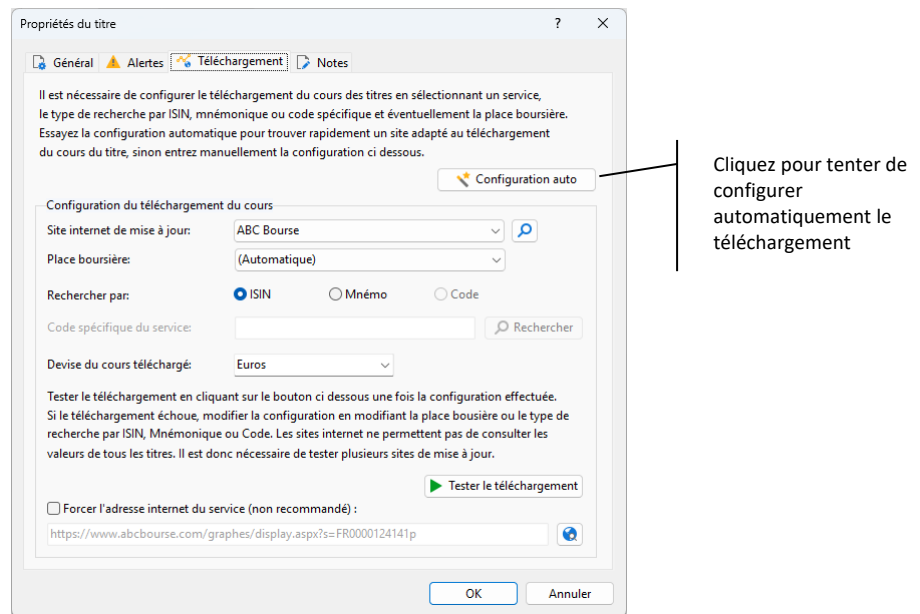 Propriétés du titre ?
Général Alertes Téléchargement Notes
Il est nécessaire de configurer le téléchargement du cours des titres en sélectionnant un service,
le type de recherche par ISIN, mnémonique ou code spécifique et éventuellement la place boursière.
Essayez la configuration automatique pour trouver rapidement un site adapté au téléchargement
du cours du titre, sinon entrez manuellement la configuration ci dessous.
Configuration auto
Cliquez pour tenter de
configurer
automatiquement le
téléchargement
Configuration du téléchargement du cours
Site internet de mise à jour: ABC Bourse
Place boursière: (Automatique)
Rechercher par: ISIN Mnémo Code
Code spécifique du service: Rechercher
Devise du cours téléchargé: Euros
Tester le téléchargement en cliquant sur le bouton ci dessous une fois la configuration effectuée.
Si le téléchargement échoue, modifier la configuration en modifiant la place bousière ou le type de
recherche par ISIN, Mnémonique ou Code. Les sites internet ne permettent pas de consulter les
valeurs de tous les titres. Il est donc nécessaire de tester plusieurs sites de mise à jour.
Tester le téléchargement
Forcer l'adresse internet du service (non recommandé) :
https://www.abcbourse.com/graphes/display.aspx?s=FR0000124141p
OK Annuler